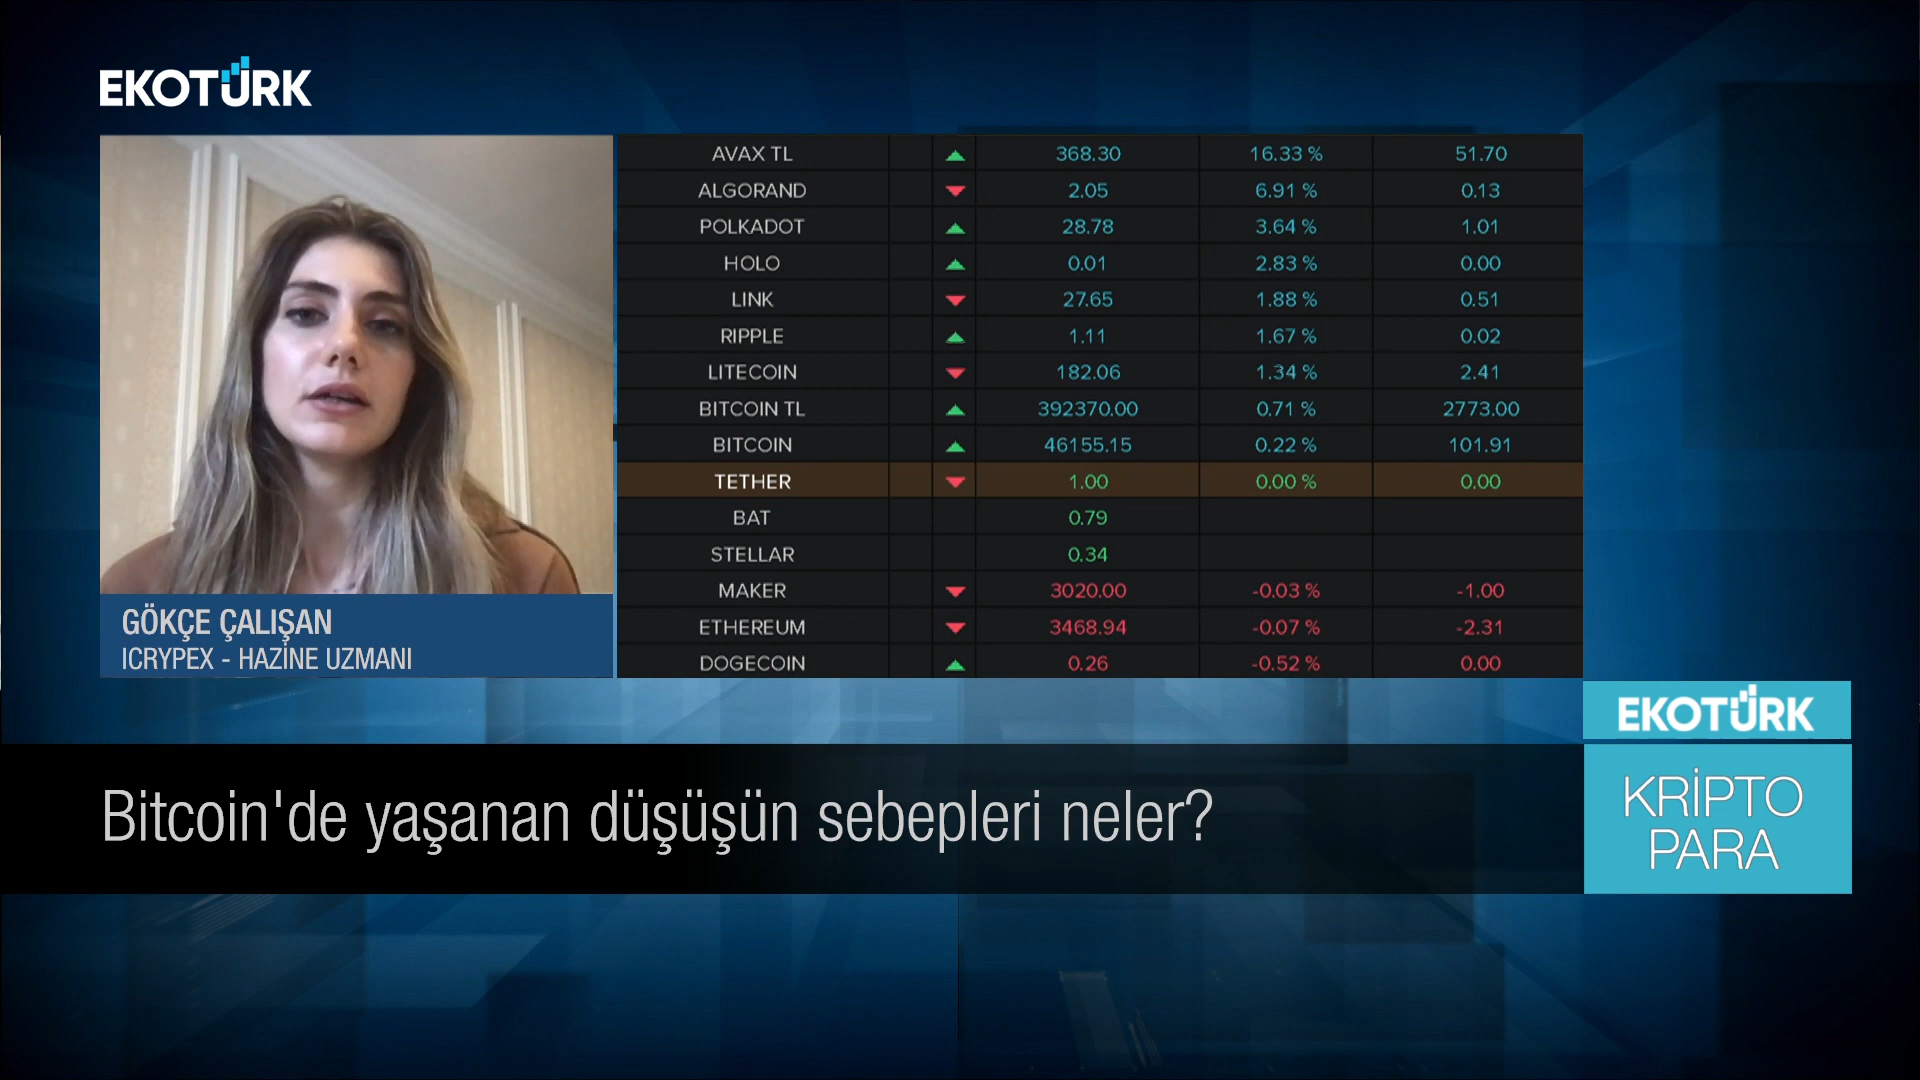 EKOTÜRK
AVAX TL 368.30 16.33 % 51.70
ALGORAND 2.05 6.91 % 0.13
POLKADOT 28.78 3.64 % 1.01
HOLO 0.01 2.83 % 0.00
LINK 27.65 1.88 % 0.51
RIPPLE 1.11 1.67 % 0.02
LITECOIN 182.06 1.34 % 2.41
BITCOIN TL 392370.00 0.71 % 2773.00
BITCOIN 46155.15 0.22 % 101.91
TETHER 1.00 0.00 % 0.00
BAT 0.79
STELLAR 0.34
MAKER 3020.00 -0.03 % -1.00
ETHEREUM 3468.94 -0.07 % -2.31
DOGECOIN 0.26 -0.52 % 0.00
GÖKÇE ÇALIŞAN
ICRYPEX - HAZİNE UZMANI
EKOTÜRK
Bitcoin'de yaşanan düşüşün sebepleri neler?
KRİPTO
PARA